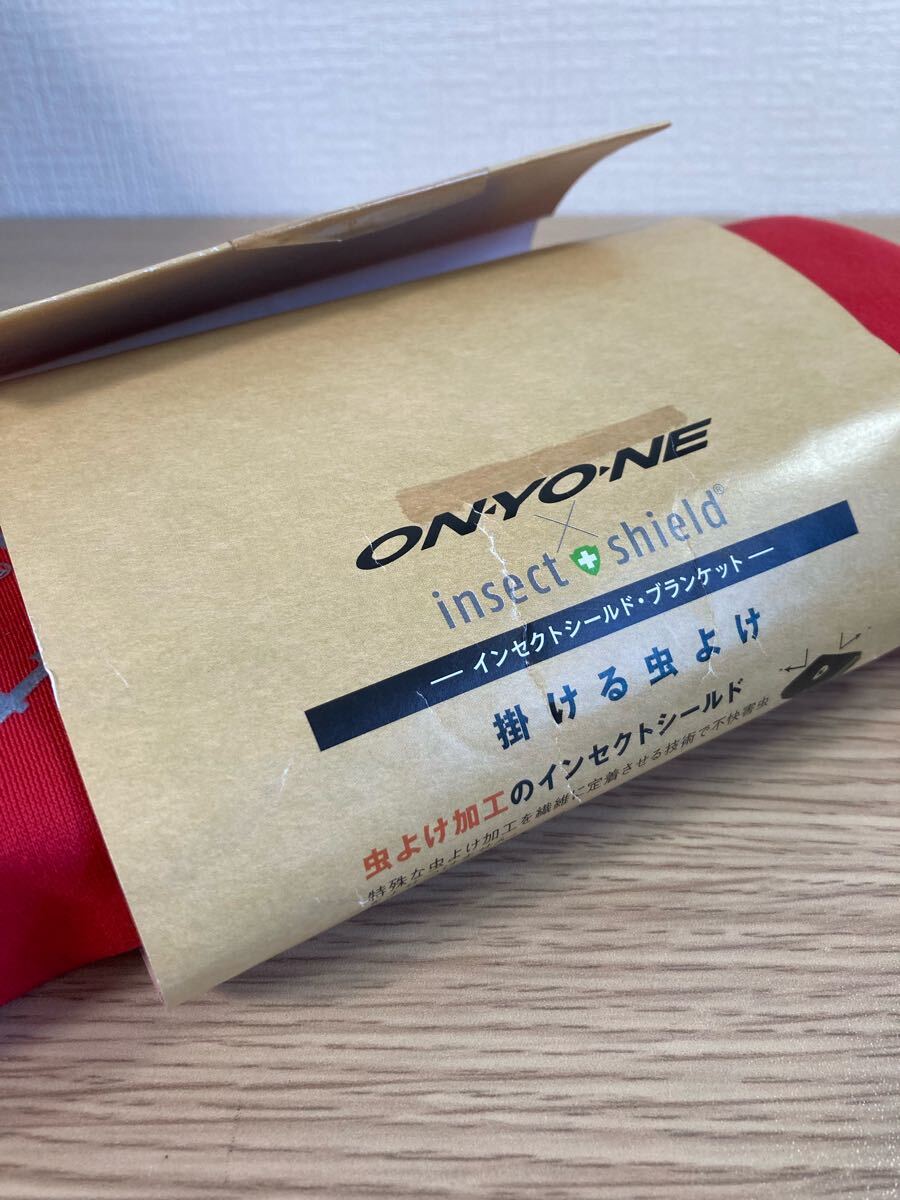 ON•YO•NE
×
insect shield®
― インセクトシールド・ブランケット ―
掛ける虫よけ
虫よけ加工のインセクトシールド
特殊な虫よけ加工を繊維に定着させる技術で不快害虫